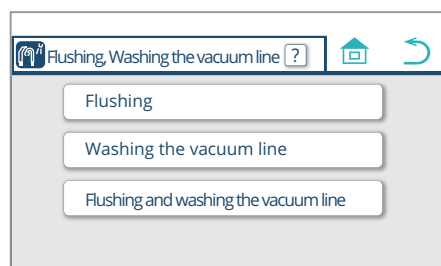 Flushing, Washing the vacuum line ?
Flushing
Washing the vacuum line
Flushing and washing the vacuum line